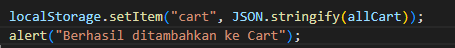 localStorage.setItem("cart", JSON.stringify(allCart));
alert("Berhasil ditambahkan ke Cart");